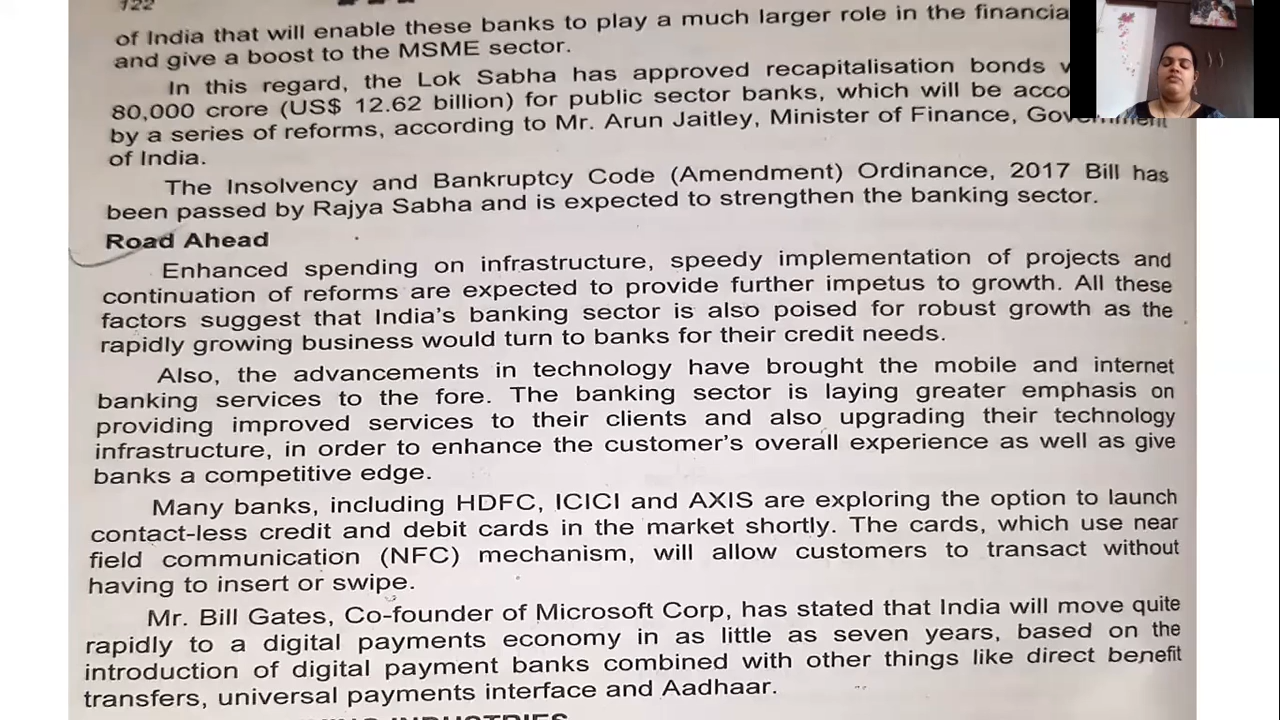 122
of India that will enable these banks to play a much larger role in the financia
and give a boost to the MSME sector.
In this regard, the Lok Sabha has approved recapitalisation bonds
80,000 crore (US$ 12.62 billion) for public sector banks, which will be acco
by a series of reforms, according to Mr. Arun Jaitley, Minister of Finance, Government
of India.
The Insolvency and Bankruptcy Code (Amendment) Ordinance, 2017 Bill has
been passed by Rajya Sabha and is expected to strengthen the banking sector.
Road Ahead
Enhanced spending on infrastructure, speedy implementation of projects and
continuation of reforms are expected to provide further impetus to growth. All these
factors suggest that India's banking sector is also poised for robust growth as the
rapidly growing business would turn to banks for their credit needs.
Also, the advancements in technology have brought the mobile and internet
banking services to the fore. The banking sector is laying greater emphasis on
providing improved services to their clients and also upgrading their technology
infrastructure, in order to enhance the customer's overall experience as well as give
banks a competitive edge.
Many banks, including HDFC, ICICI and AXIS are exploring the option to launch
contact-less credit and debit cards in the market shortly. The cards, which use near
field communication (NFC) mechanism, will allow customers to transact without
having to insert or swipe.
Mr. Bill Gates, Co-founder of Microsoft Corp, has stated that India will move quite
rapidly to a digital payments economy in as little as seven years, based on the
introduction of digital payment banks combined with other things like direct benefit
transfers, universal payments interface and Aadhaar.